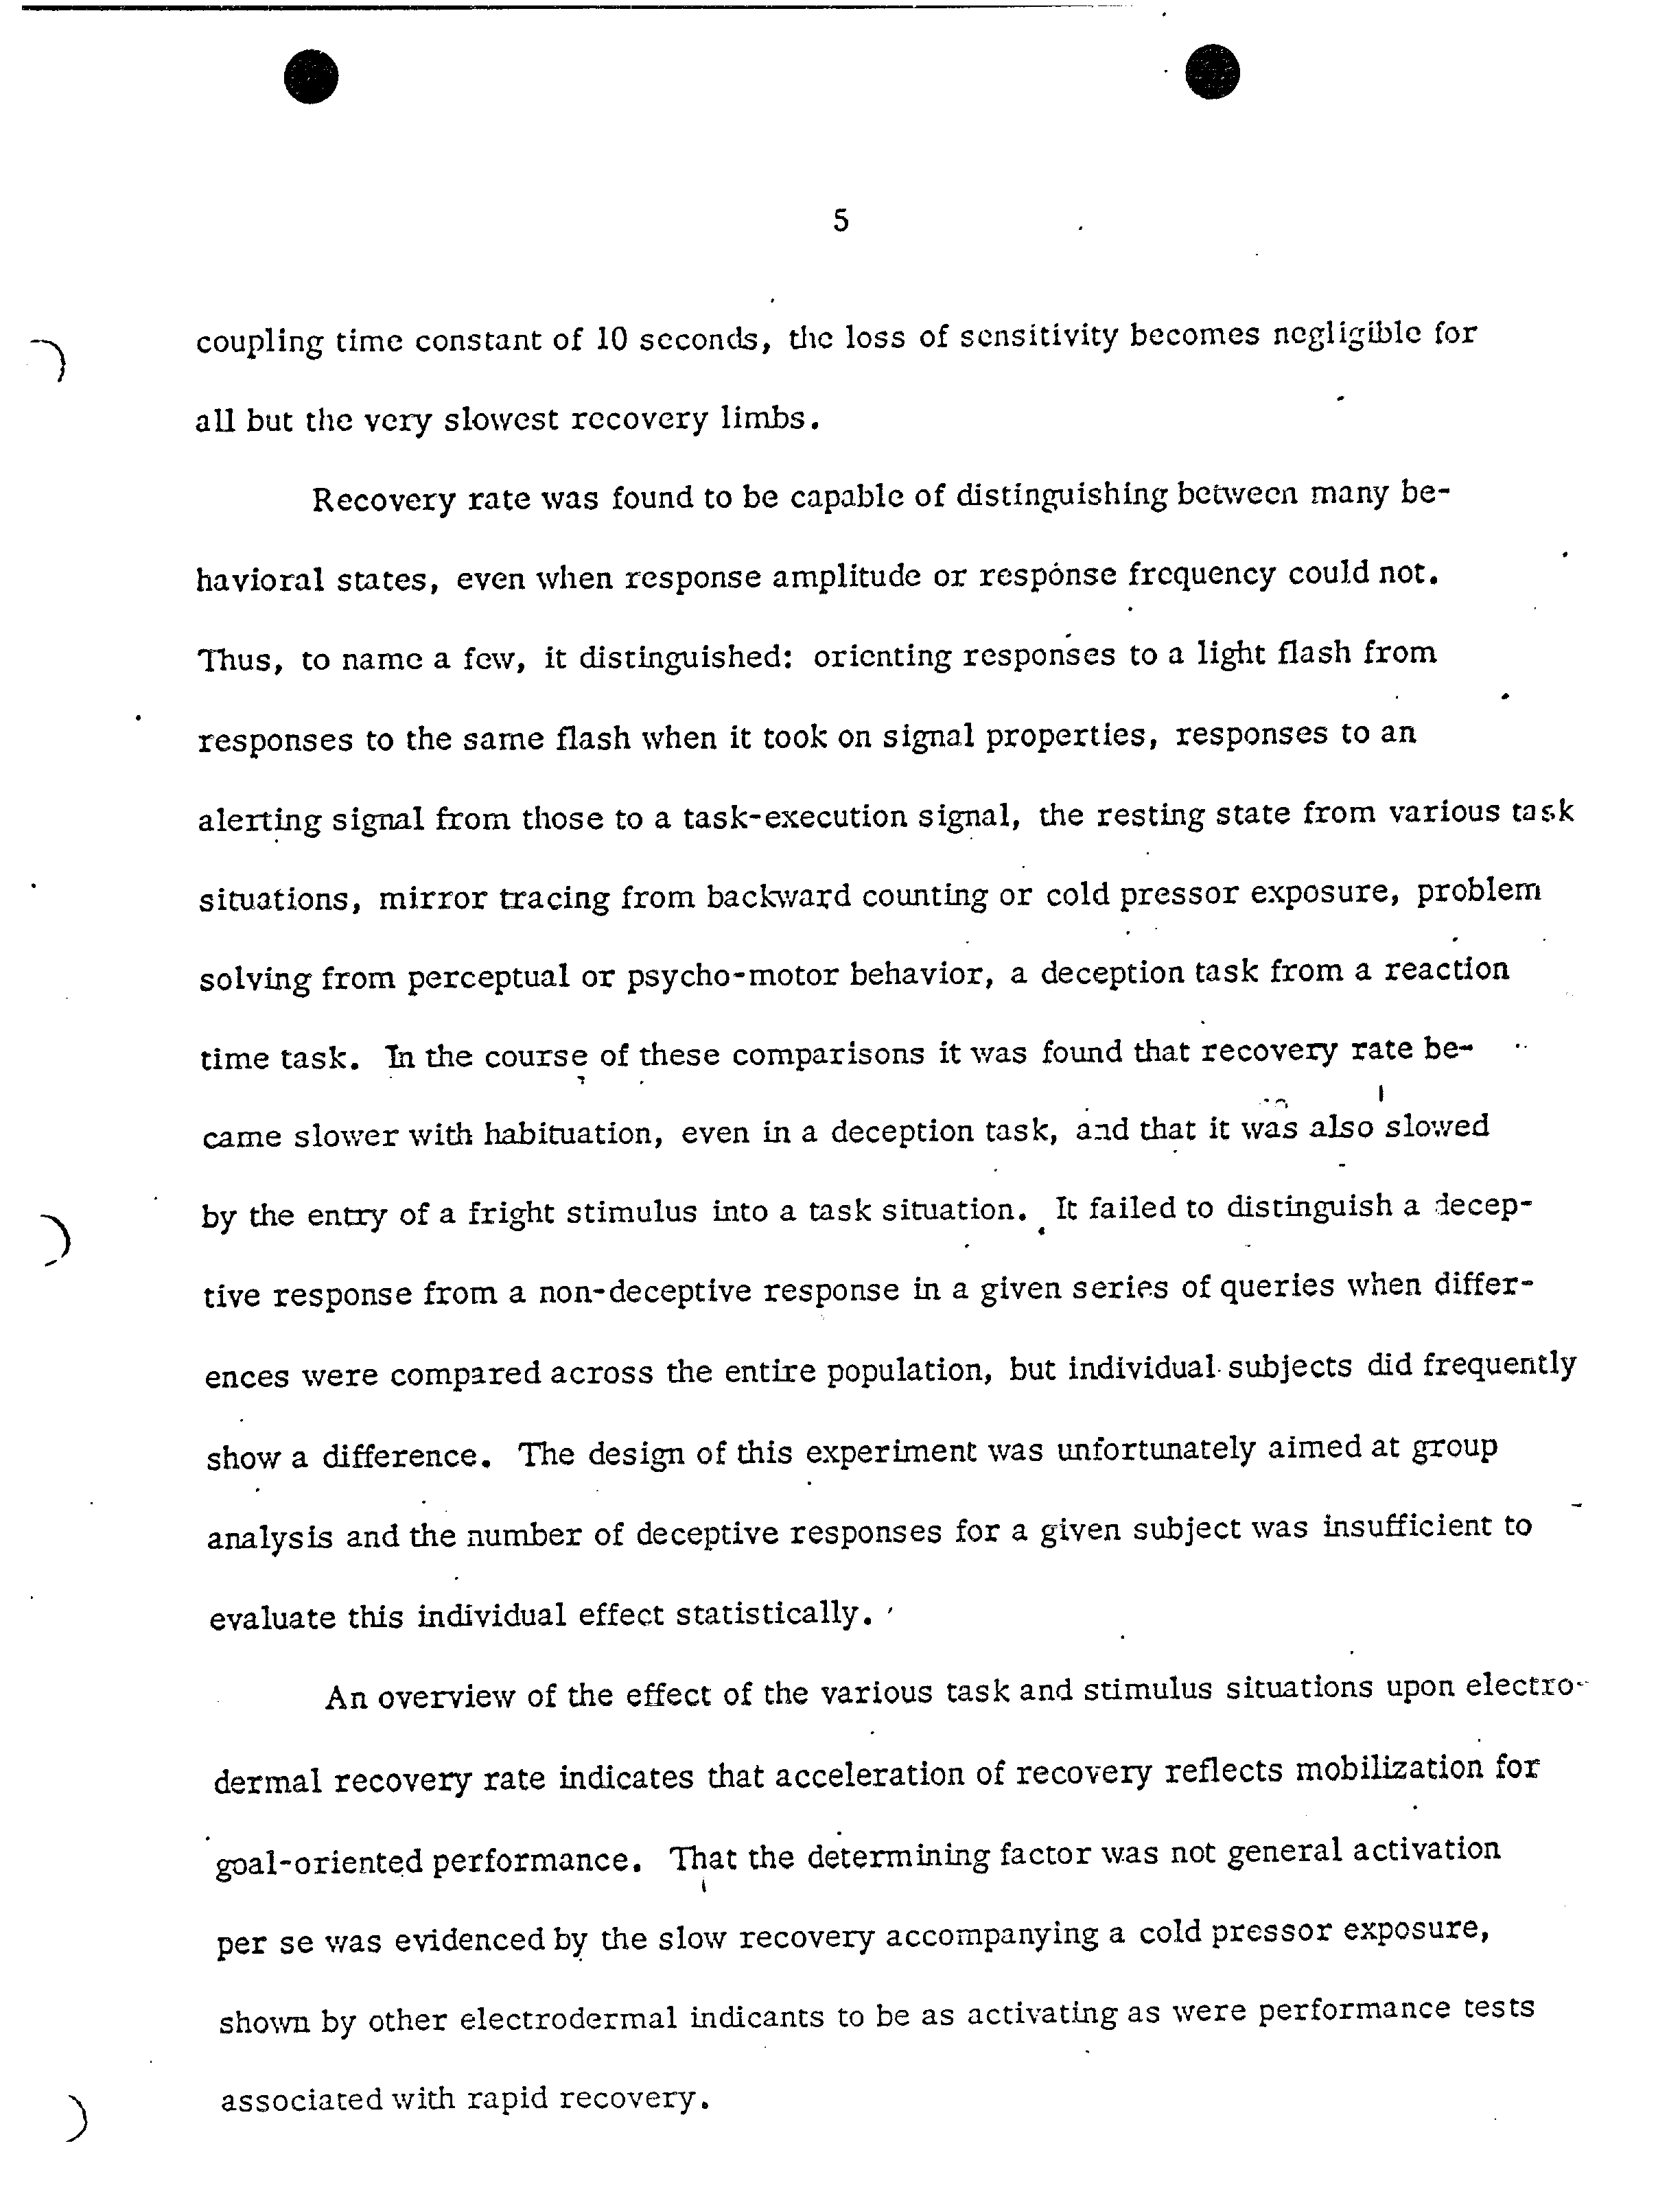 5
coupling time constant of 10 seconds, the loss of sensitivity becomes negligible for
all but the very slowest recovery limbs.
Recovery rate was found to be capable of distinguishing between many be-
havioral states, even when response amplitude or response frequency could not.
Thus, to name a few, it distinguished: orienting responses to a light flash from
responses to the same flash when it took on signal properties, responses to an
alerting signal from those to a task-execution signal, the resting state from various task
situations, mirror tracing from backward counting or cold pressor exposure, problem
solving from perceptual or psycho-motor behavior, a deception task from a reaction
time task. In the course of these comparisons it was found that recovery rate be-
came slower with habituation, even in a deception task, and that it was also slowed
by the entry of a fright stimulus into a task situation. It failed to distinguish a decep-
tive response from a non-deceptive response in a given series of queries when differ-
ences were compared across the entire population, but individual subjects did frequently
show a difference. The design of this experiment was unfortunately aimed at group
analysis and the number of deceptive responses for a given subject was insufficient to
evaluate this individual effect statistically.
An overview of the effect of the various task and stimulus situations upon electro-
dermal recovery rate indicates that acceleration of recovery reflects mobilization for
goal-oriented performance. That the determining factor was not general activation
per se was evidenced by the slow recovery accompanying a cold pressor exposure,
shown by other electrodermal indicants to be as activating as were performance tests
associated with rapid recovery.